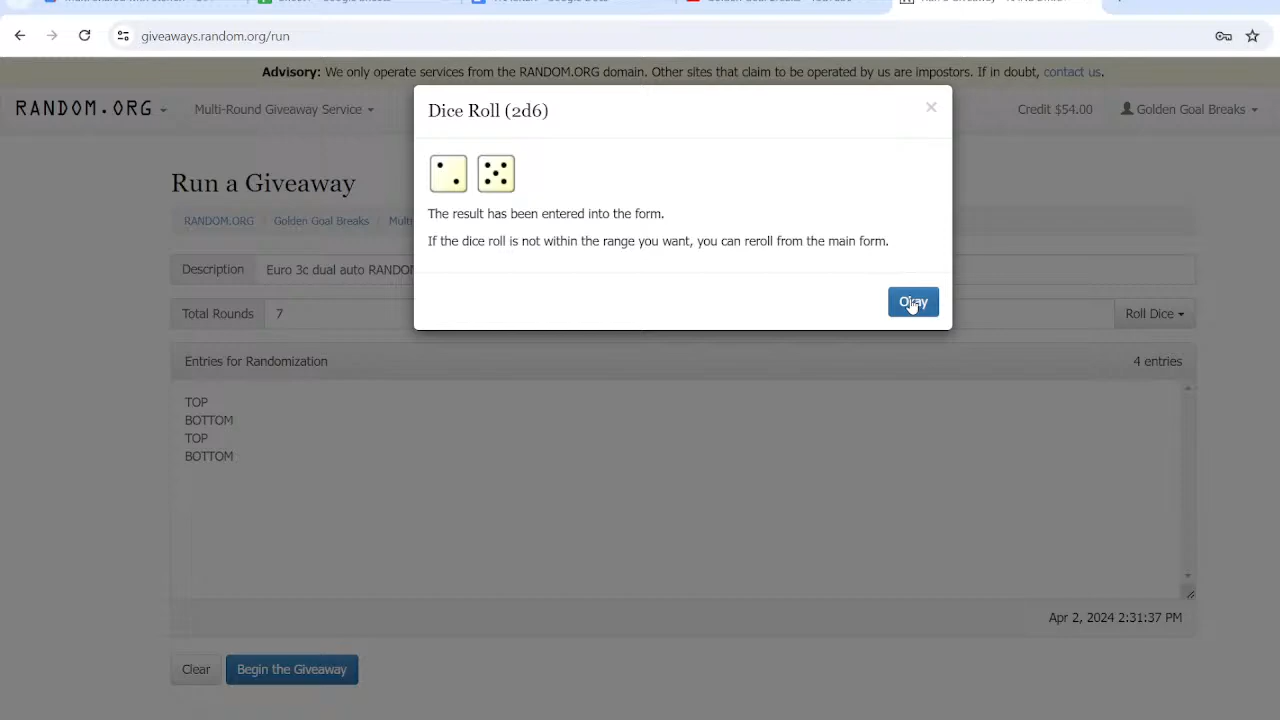 giveaways.random.org/run
Advisory: We only operate services from the RANDOM.ORG domain. Other sites that claim to be operated by us are impostors. If in doubt, contact us.
RANDOM.ORG
Multi-Round Giveaway Service
Credit $54.00
Golden Goal Breaks
Dice Roll (2d6)
×
The result has been entered into the form.
If the dice roll is not within the range you want, you can reroll from the main form.
Okay
Run a Giveaway
RANDOM.ORG / Golden Goal Breaks / Multi
Description Euro 3c dual auto RANDOM
Total Rounds 7 Roll Dice
Entries for Randomization 4 entries
TOP
BOTTOM
TOP
BOTTOM
Apr 2, 2024 2:31:37 PM
Clear Begin the Giveaway